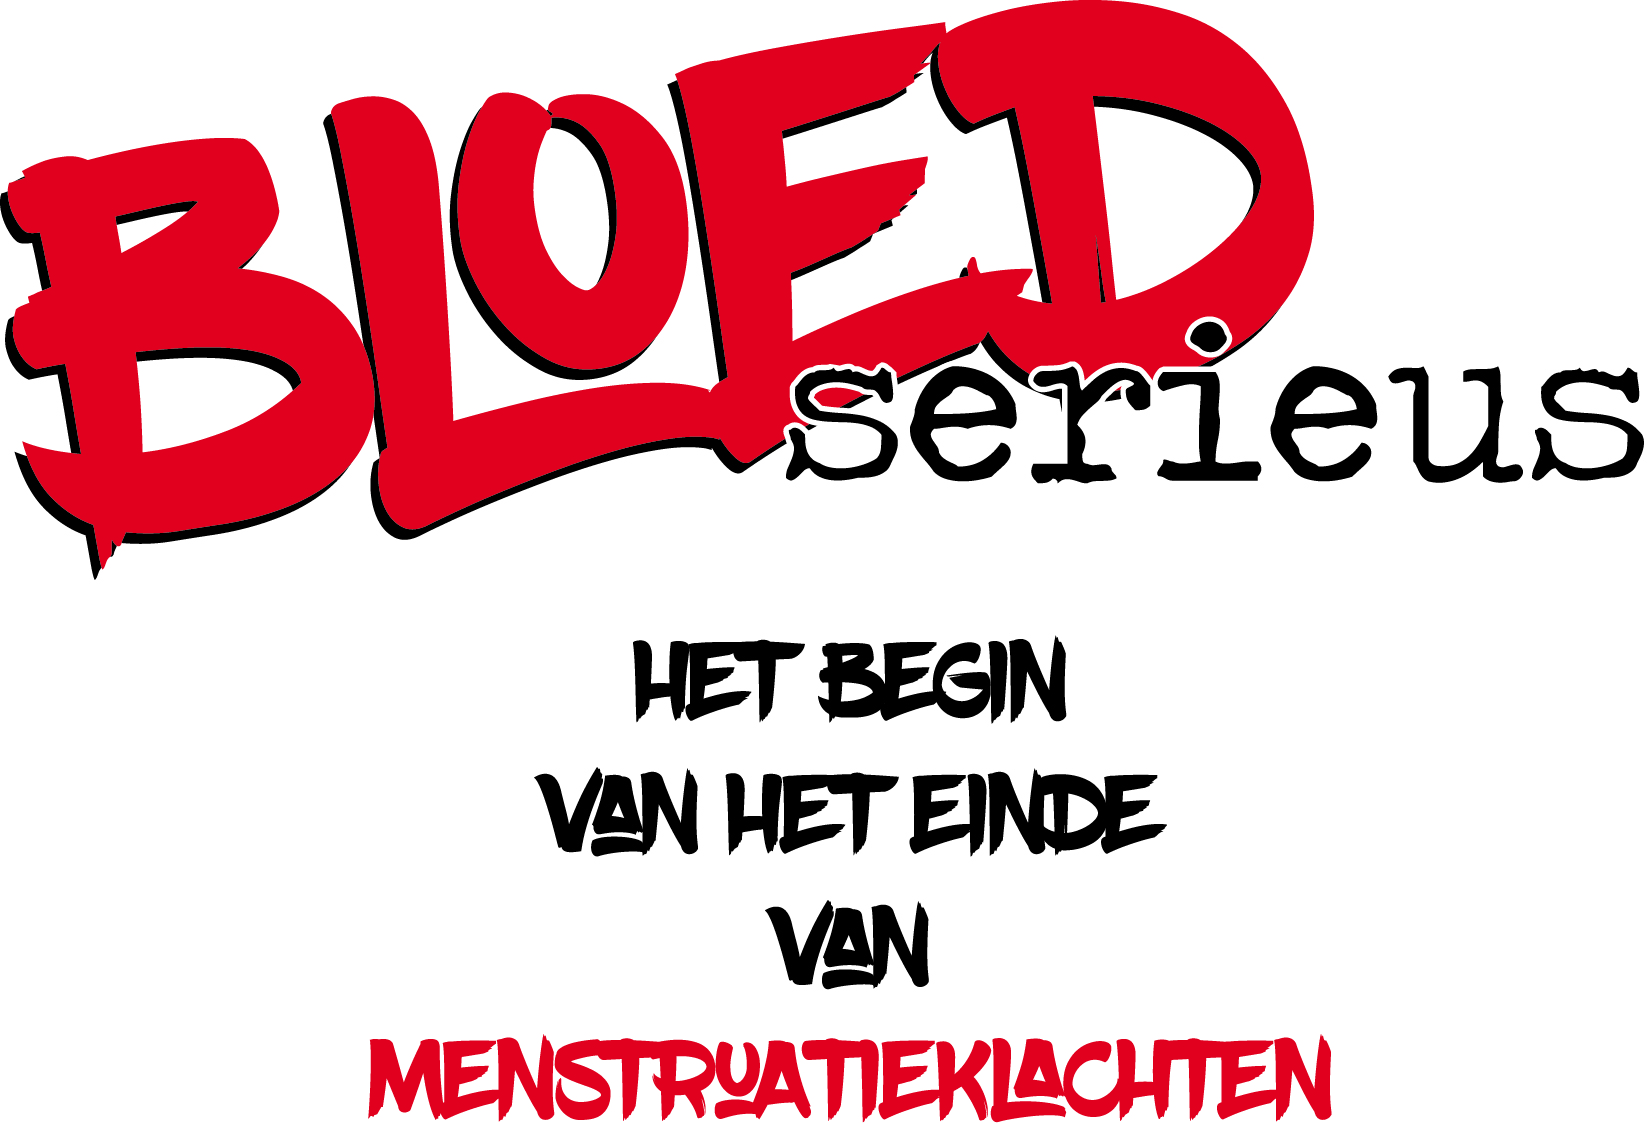 BLOED
serieus
HET BEGIN
VAN HET EINDE
VAN
MENSTRUATIEKLACHTEN